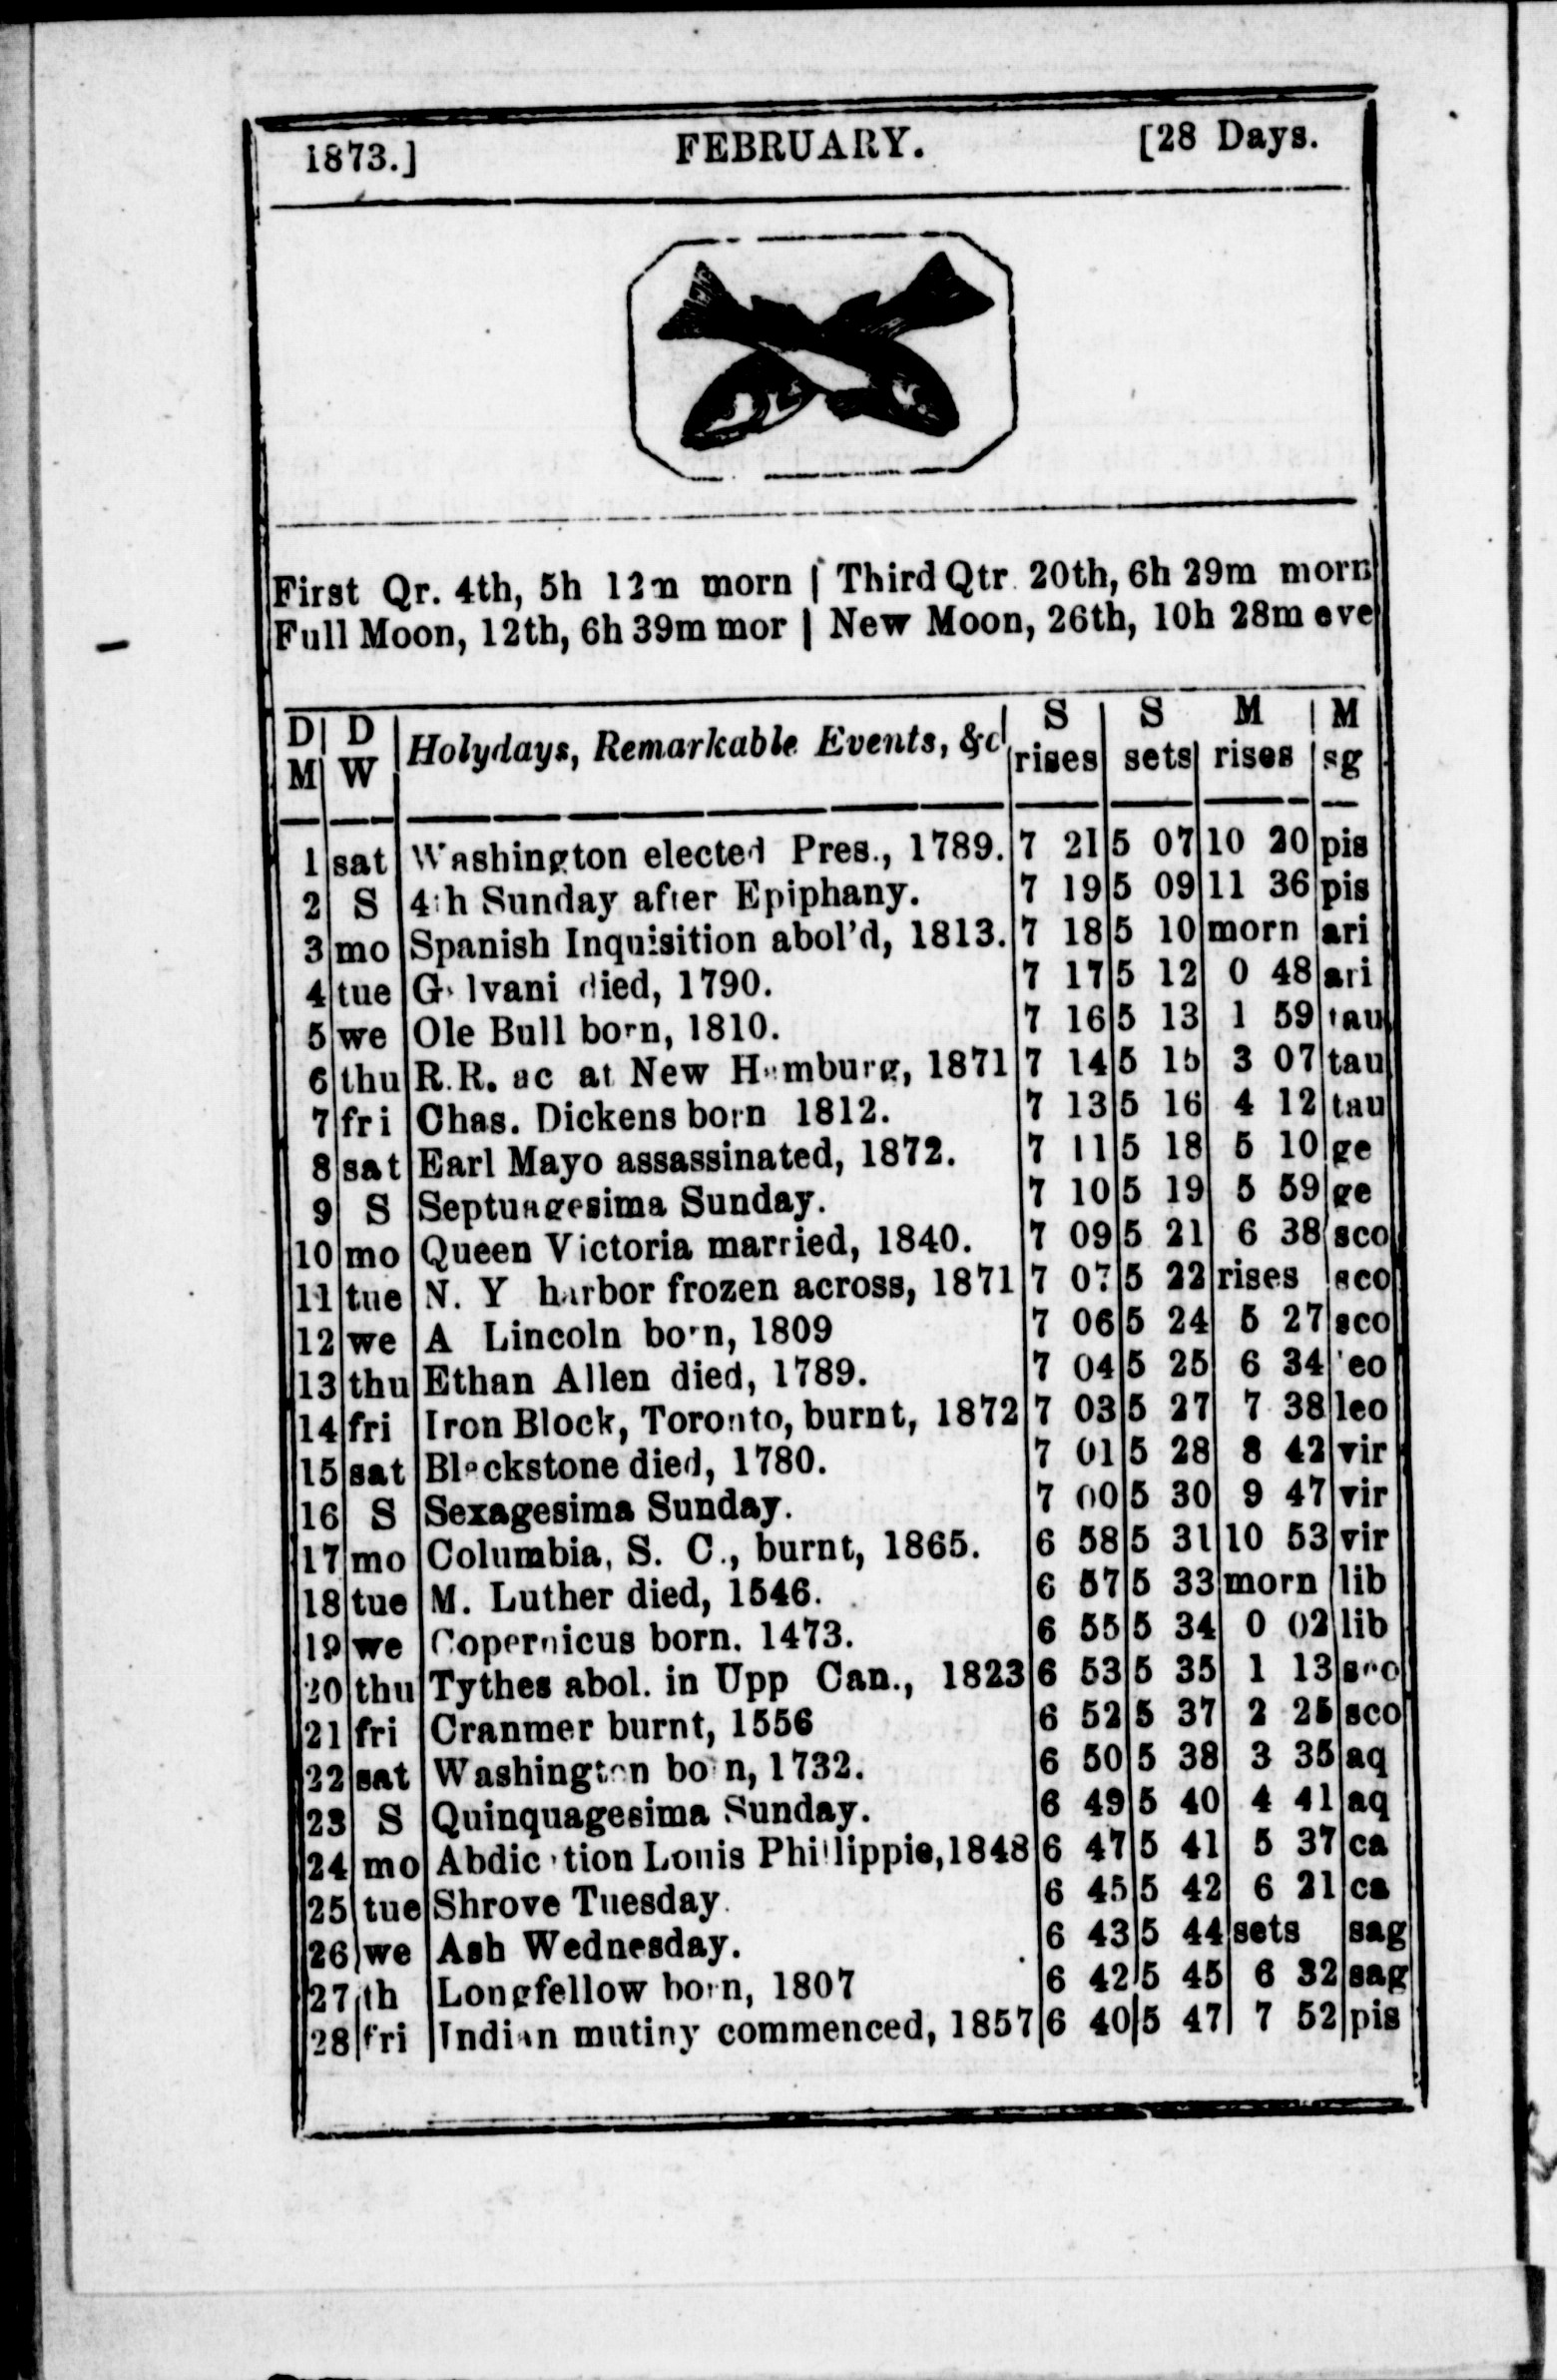 1873.] FEBRUARY. [28 Days.
First Qr. 4th, 5h 12m morn | Third Qtr 20th, 6h 29m morn
Full Moon, 12th, 6h 39m mor | New Moon, 26th, 10h 28m eve
D M | D W | Holydays, Remarkable Events, &c | S rises | S sets | M rises | M sg
1 | sat | Washington elected Pres., 1789. | 7 21 | 5 07 | 10 20 | pis
2 | S | 4th Sunday after Epiphany. | 7 19 | 5 09 | 11 36 | pis
3 | mo | Spanish Inquisition abol'd, 1813. | 7 18 | 5 10 | morn | ari
4 | tue | Galvani died, 1790. | 7 17 | 5 12 | 0 48 | ari
5 | we | Ole Bull born, 1810. | 7 16 | 5 13 | 1 59 | tau
6 | thu | R.R. ac at New Hamburg, 1871 | 7 14 | 5 15 | 3 07 | tau
7 | fri | Chas. Dickens born 1812. | 7 13 | 5 16 | 4 12 | tau
8 | sat | Earl Mayo assassinated, 1872. | 7 11 | 5 18 | 5 10 | ge
9 | S | Septuagesima Sunday. | 7 10 | 5 19 | 5 59 | ge
10 | mo | Queen Victoria married, 1840. | 7 09 | 5 21 | 6 38 | sco
11 | tue | N. Y harbor frozen across, 1871 | 7 07 | 5 22 | rises | sco
12 | we | A Lincoln born, 1809 | 7 06 | 5 24 | 5 27 | sco
13 | thu | Ethan Allen died, 1789. | 7 04 | 5 25 | 6 34 | leo
14 | fri | Iron Block, Toronto, burnt, 1872 | 7 03 | 5 27 | 7 38 | leo
15 | sat | Blackstone died, 1780. | 7 01 | 5 28 | 8 42 | vir
16 | S | Sexagesima Sunday. | 7 00 | 5 30 | 9 47 | vir
17 | mo | Columbia, S. C., burnt, 1865. | 6 58 | 5 31 | 10 53 | vir
18 | tue | M. Luther died, 1546. | 6 57 | 5 33 | morn | lib
19 | we | Copernicus born. 1473. | 6 55 | 5 34 | 0 02 | lib
20 | thu | Tythes abol. in Upp Can., 1823 | 6 53 | 5 35 | 1 13 | sco
21 | fri | Cranmer burnt, 1556 | 6 52 | 5 37 | 2 25 | sco
22 | sat | Washington born, 1732. | 6 50 | 5 38 | 3 35 | aq
23 | S | Quinquagesima Sunday. | 6 49 | 5 40 | 4 41 | aq
24 | mo | Abdication Louis Phillippie, 1848 | 6 47 | 5 41 | 5 37 | ca
25 | tue | Shrove Tuesday. | 6 45 | 5 42 | 6 21 | ca
26 | we | Ash Wednesday. | 6 43 | 5 44 | sets | sag
27 | th | Longfellow born, 1807 | 6 42 | 5 45 | 6 32 | sag
28 | fri | Indian mutiny commenced, 1857 | 6 40 | 5 47 | 7 52 | pis